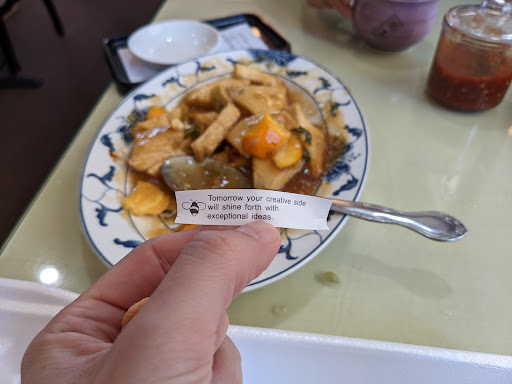 Tomorrow your creative side
will shine forth with
exceptional ideas.